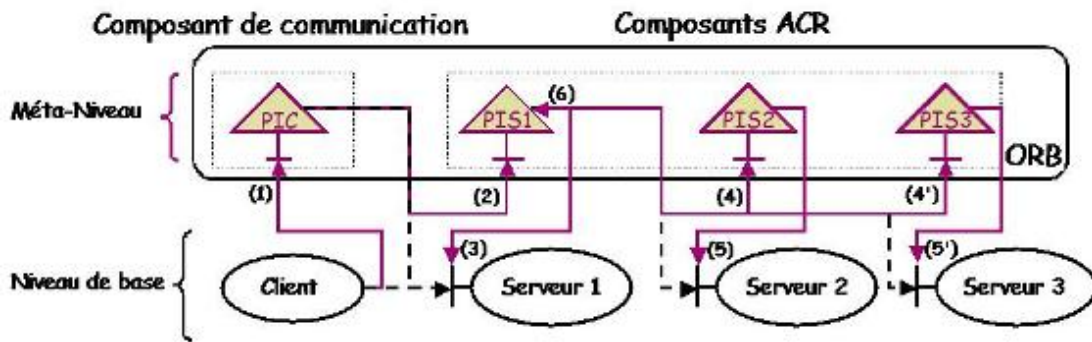 Composant de communication
Composants ACR
Méta-Niveau
PIC
PIS1
(6)
PIS2
PIS3
ORB
(1)
(2)
(4)
(4')
(3)
(5)
(5')
Niveau de base
Client
Serveur 1
Serveur 2
Serveur 3